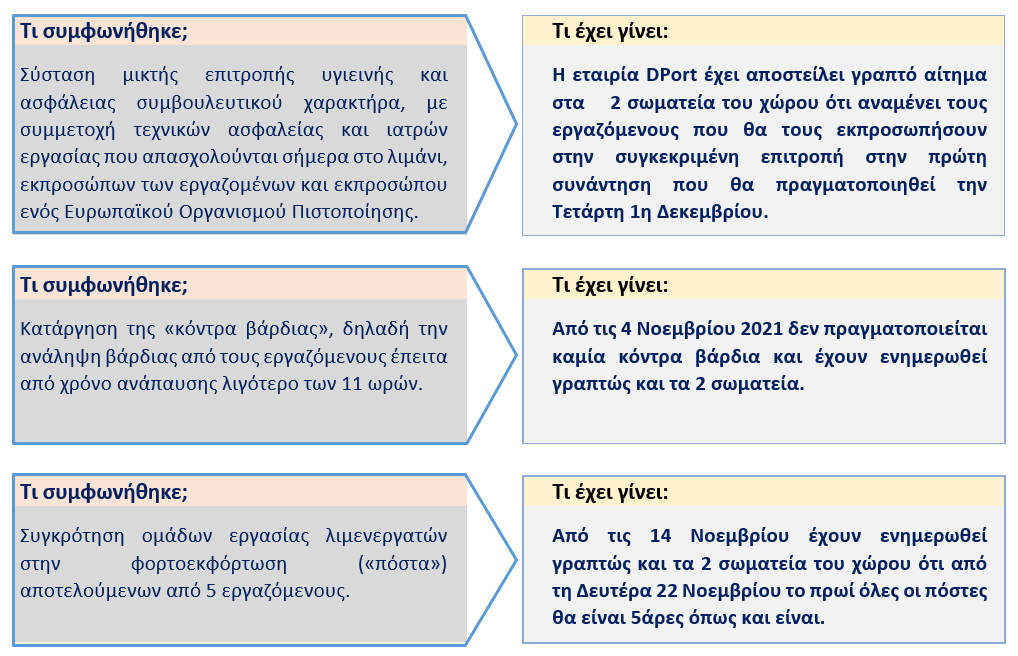 Τι συμφωνήθηκε;
Σύσταση μικτής επιτροπής υγιεινής και
ασφάλειας συμβουλευτικού χαρακτήρα, με
συμμετοχή τεχνικών ασφαλείας και ιατρών
εργασίας που απασχολούνται σήμερα στο λιμάνι,
εκπροσώπων των εργαζομένων και εκπροσώπου
ενός Ευρωπαϊκού Οργανισμού Πιστοποίησης.
Τι έχει γίνει:
Η εταιρία DPort έχει αποστείλει γραπτό αίτημα
στα 2 σωματεία του χώρου ότι αναμένει τους
εργαζόμενους που θα τους εκπροσωπήσουν
στην συγκεκριμένη επιτροπή στην πρώτη
συνάντηση που θα πραγματοποιηθεί την
Τετάρτη 1η Δεκεμβρίου.
Τι συμφωνήθηκε;
Κατάργηση της «κόντρα βάρδιας», δηλαδή την
ανάληψη βάρδιας από τους εργαζόμενους έπειτα
από χρόνο ανάπαυσης λιγότερο των 11 ωρών.
Τι έχει γίνει:
Από τις 4 Νοεμβρίου 2021 δεν πραγματοποιείται
καμία κόντρα βάρδια και έχουν ενημερωθεί
γραπτώς και τα 2 σωματεία.
Τι συμφωνήθηκε;
Συγκρότηση ομάδων εργασίας λιμενεργατών
στην φορτοεκφόρτωση («πόστα»)
αποτελούμενων από 5 εργαζόμενους.
Τι έχει γίνει:
Από τις 14 Νοεμβρίου έχουν ενημερωθεί
γραπτώς και τα 2 σωματεία του χώρου ότι από
τη Δευτέρα 22 Νοεμβρίου το πρωί όλες οι πόστες
θα είναι 5άρες όπως και είναι.